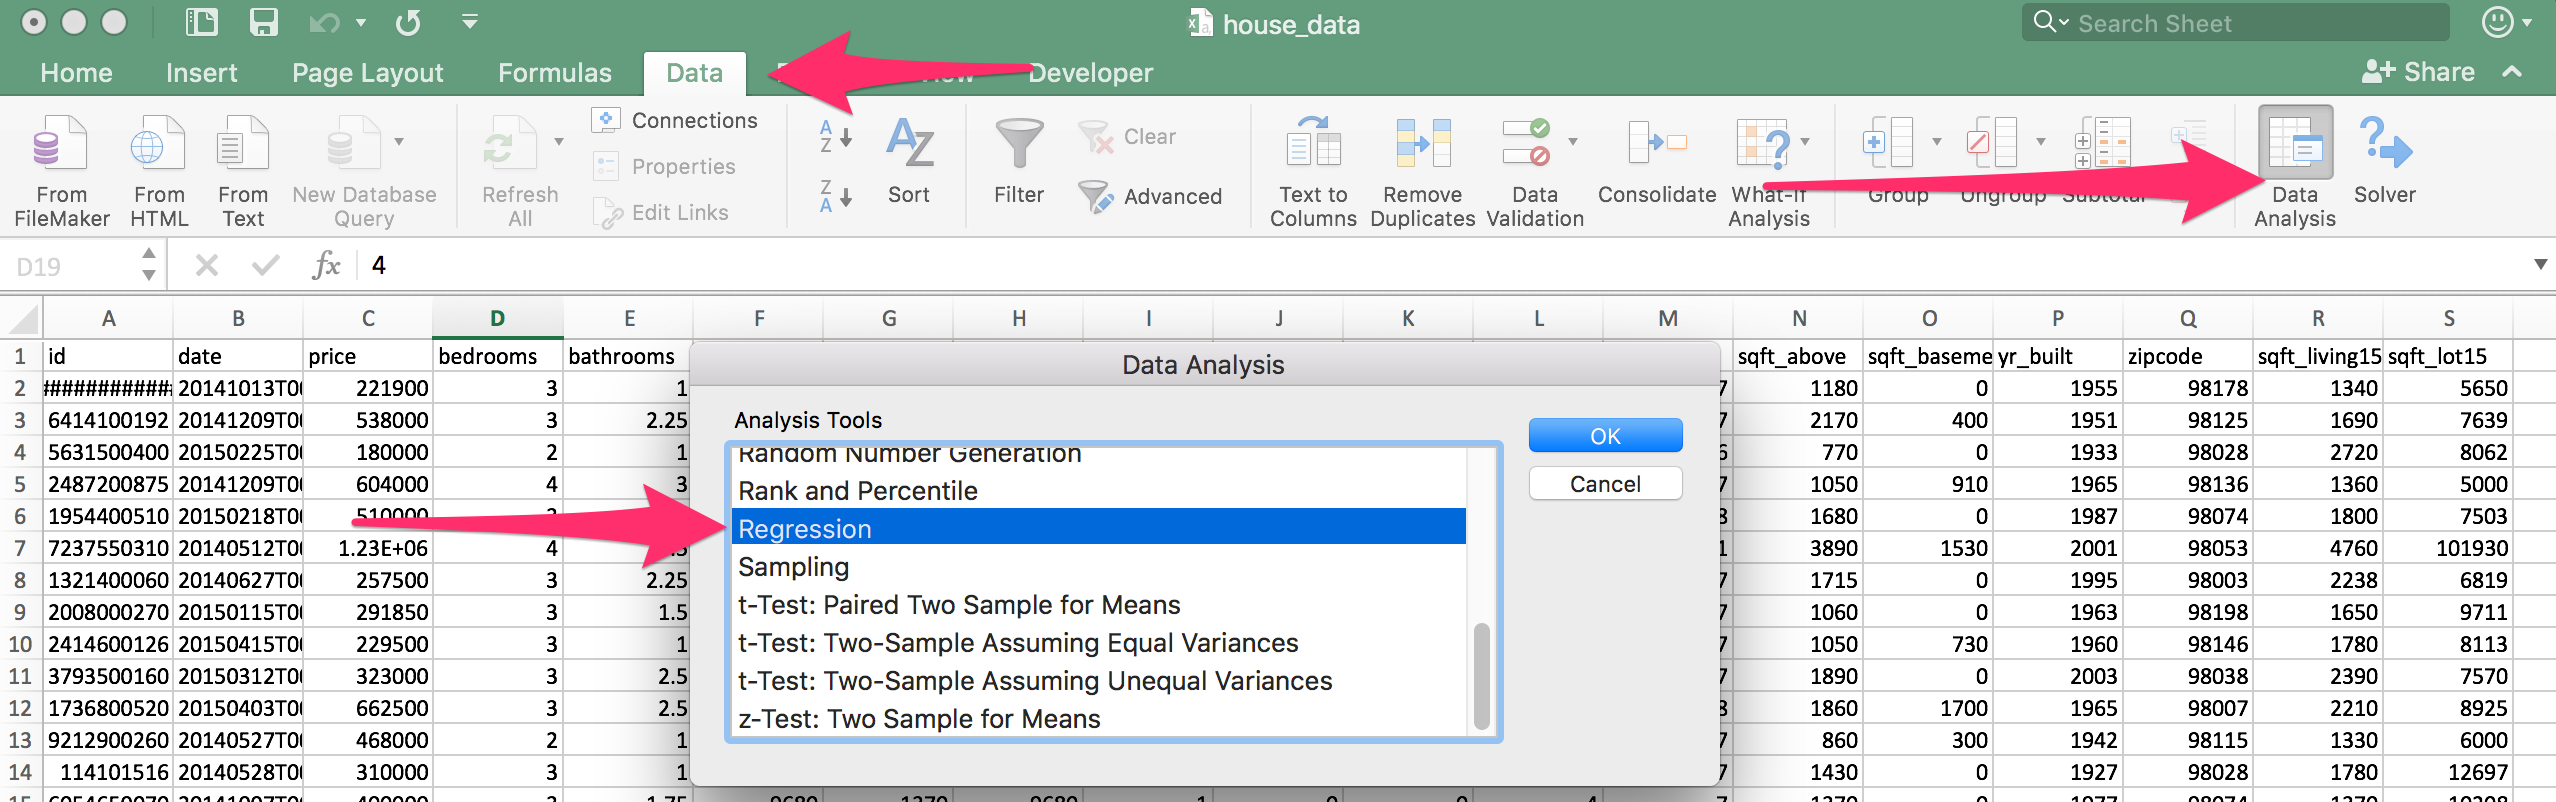 house_data
Search Sheet
Home Insert Page Layout Formulas Data Developer Share
From FileMaker
From HTML
From Text
New Database Query
Refresh All
Connections
Properties
Edit Links
A Z
Z A
Sort
Filter
Clear
Advanced
Text to Columns
Remove Duplicates
Data Validation
Consolidate
What-If Analysis
Group
Ungroup
Subtotal
Data Analysis
Solver
D19 fx 4
A B C D E F G H I J K L M N O P Q R S
1 id date price bedrooms bathrooms sqft_above sqft_baseme yr_built zipcode sqft_living15 sqft_lot15
2 ############ 20141013T0 221900 3 1 7 1180 0 1955 98178 1340 5650
3 6414100192 20141209T0 538000 3 2.25 7 2170 400 1951 98125 1690 7639
4 5631500400 20150225T0 180000 2 1 6 770 0 1933 98028 2720 8062
5 2487200875 20141209T0 604000 4 3 7 1050 910 1965 98136 1360 5000
6 1954400510 20150218T0 510000 8 1680 0 1987 98074 1800 7503
7 7237550310 20140512T0 1.23E+06 4 1 3890 1530 2001 98053 4760 101930
8 1321400060 20140627T0 257500 3 2.25 1715 0 1995 98003 2238 6819
9 2008000270 20150115T0 291850 3 1.5 7 1060 0 1963 98198 1650 9711
10 2414600126 20150415T0 229500 3 1 7 1050 730 1960 98146 1780 8113
11 3793500160 20150312T0 323000 3 2.5 7 1890 0 2003 98038 2390 7570
12 1736800520 20150403T0 662500 3 2.5 8 1860 1700 1965 98007 2210 8925
13 9212900260 20140527T0 468000 2 1 7 860 300 1942 98115 1330 6000
14 114101516 20140528T0 310000 3 1 7 1430 0 1927 98028 1780 12697
Data Analysis
Analysis Tools
Random Number Generation
Rank and Percentile
Regression
Sampling
t-Test: Paired Two Sample for Means
t-Test: Two-Sample Assuming Equal Variances
t-Test: Two-Sample Assuming Unequal Variances
z-Test: Two Sample for Means
OK
Cancel